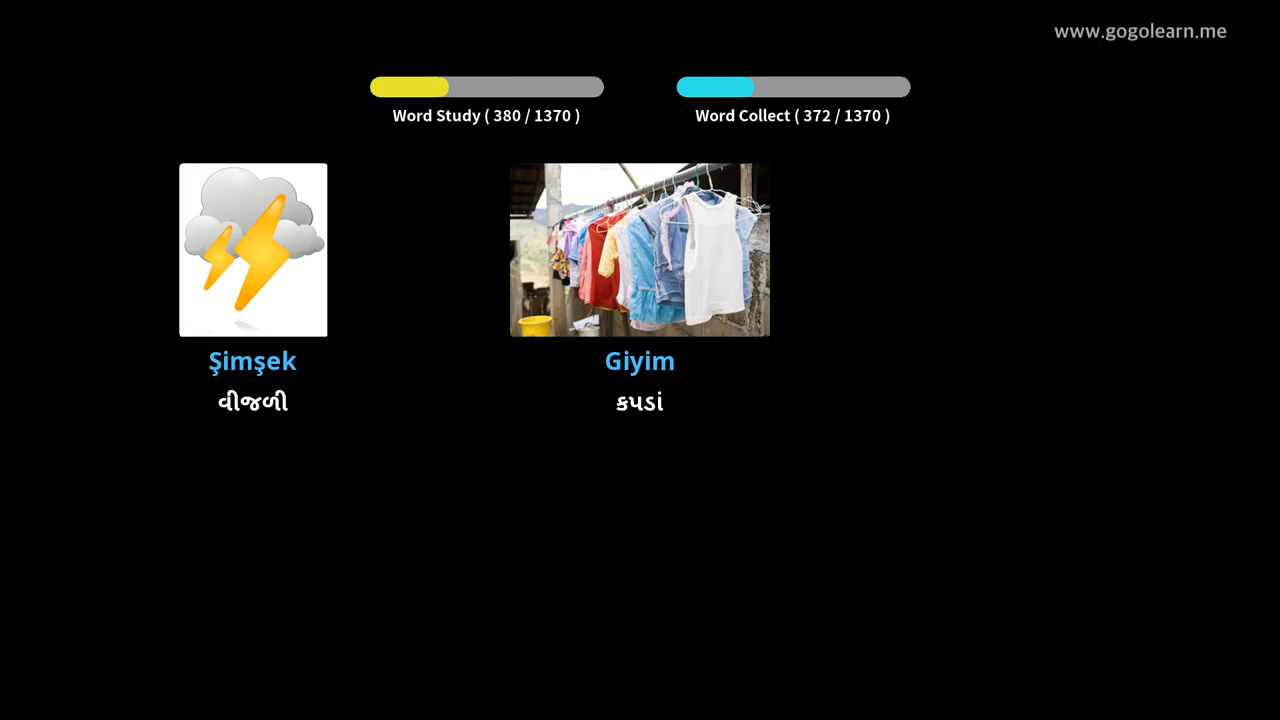 www.gogolearn.me
Word Study ( 380 / 1370 )
Word Collect ( 372 / 1370 )
Şimşek
Giyim
વીજળી
કપડાં